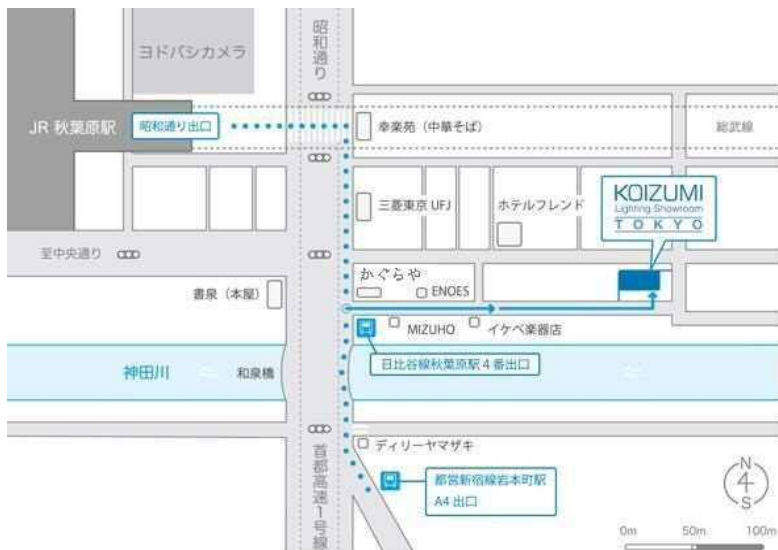 ヨドバシカメラ
昭和通り
JR 秋葉原駅
昭和通り出口
幸楽苑（中華そば）
総武線
三菱東京 UFJ
ホテルフレンド
KOIZUMI
Lighting Showroom
TOKYO
至中央通り
かぐらや
ENOES
書泉（本屋）
MIZUHO
イケベ楽器店
日比谷線秋葉原駅４番出口
神田川
和泉橋
ディリーヤマザキ
首都高速１号線
都営新宿線岩本町駅
A4 出口
N
S
0m
50m
100m